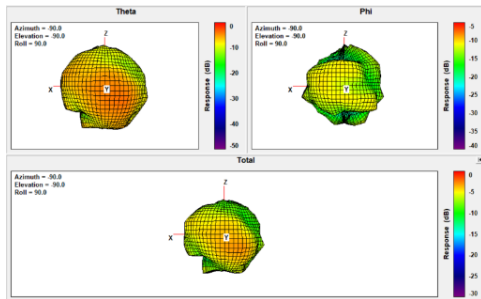 Theta
Azimuth = -90.0
Elevation = -90.0
Roll = 90.0
Z
X
Y
0
-10
-20
-30
-40
-50
Response (dB)
Phi
Azimuth = -90.0
Elevation = -90.0
Roll = 90.0
Z
X
Y
-5
-10
-15
-20
-25
-30
-35
-40
Response (dB)
Total
Azimuth = -90.0
Elevation = -90.0
Roll = 90.0
Z
X
Y
0
-5
-10
-15
-20
-25
-30
Response (dB)